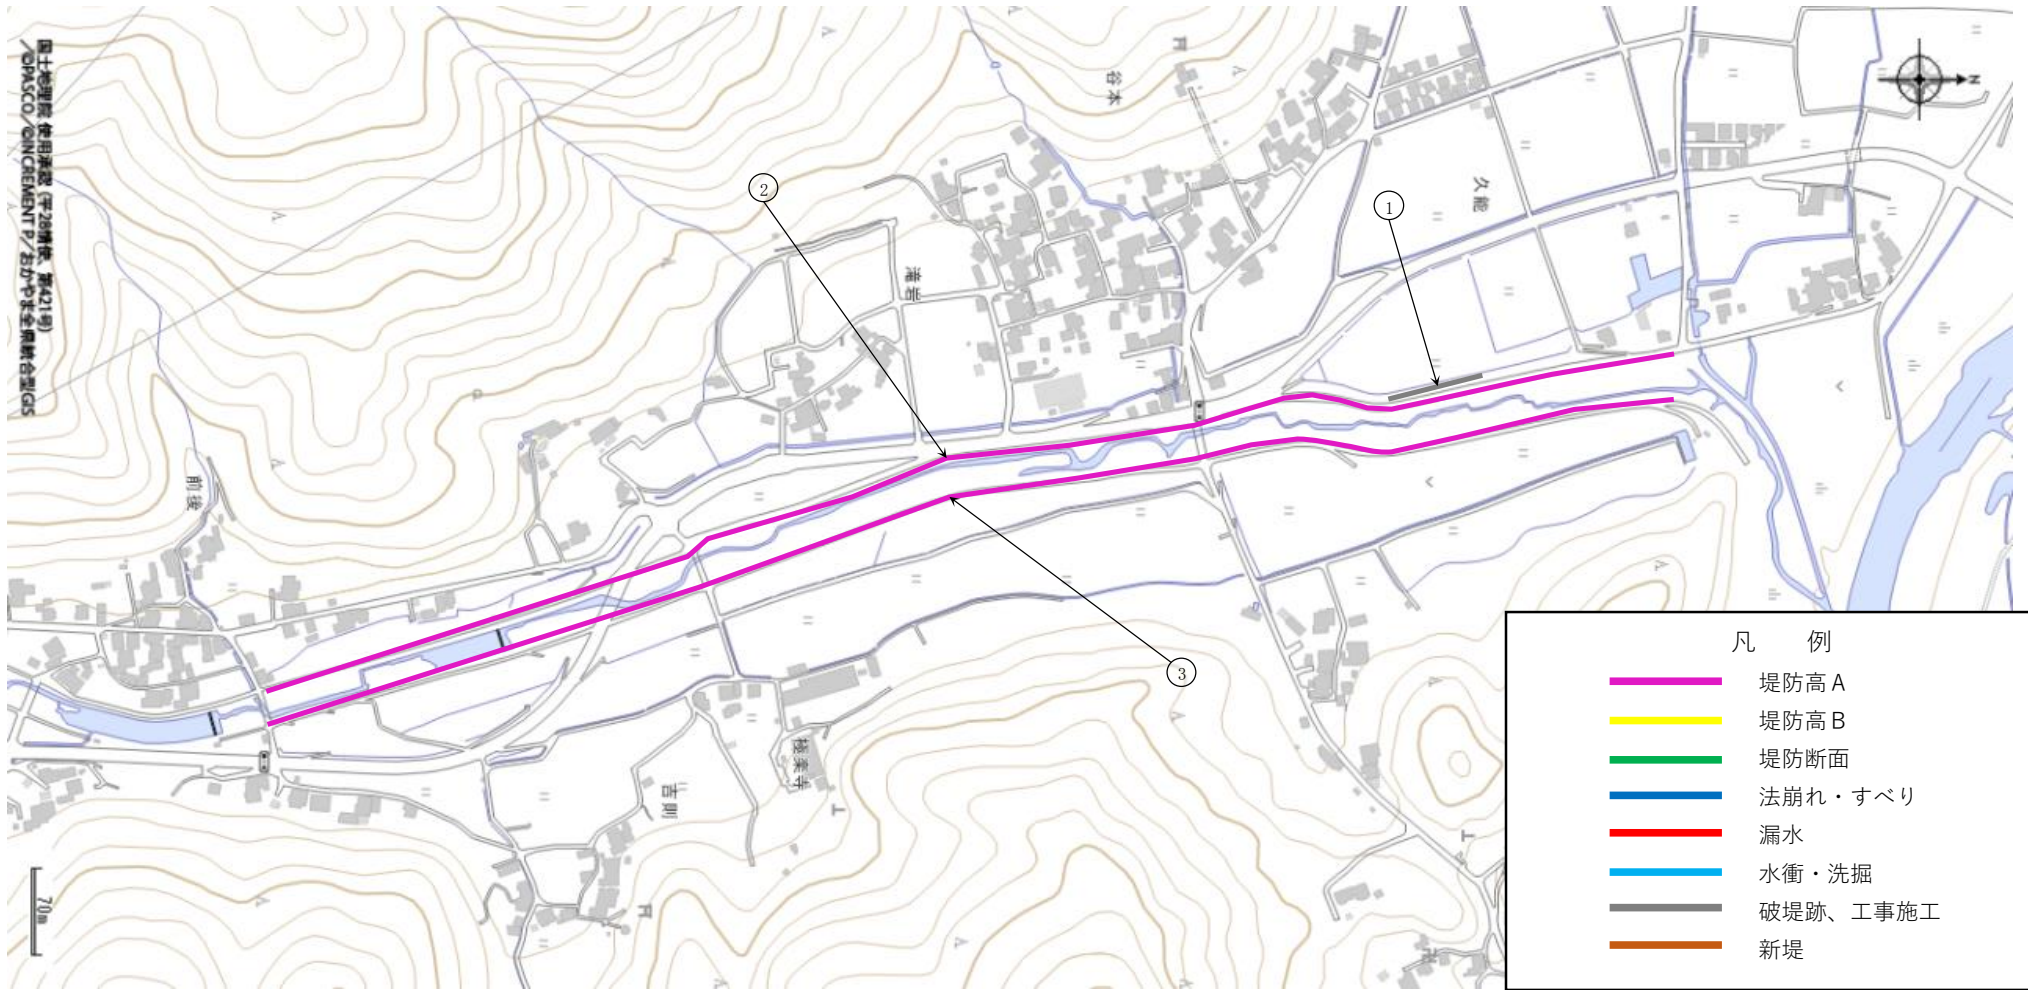 国土地理院 使用承認 (平28情使、第421号)
/©PASCO/©INCREMENT P/おかやま全県統合型GIS
N
谷本
久能
滝岩
前後
極楽寺
吉則
①
②
③
70m
凡　例
堤防高A
堤防高B
堤防断面
法崩れ・すべり
漏水
水衝・洗掘
破堤跡、工事施工
新堤